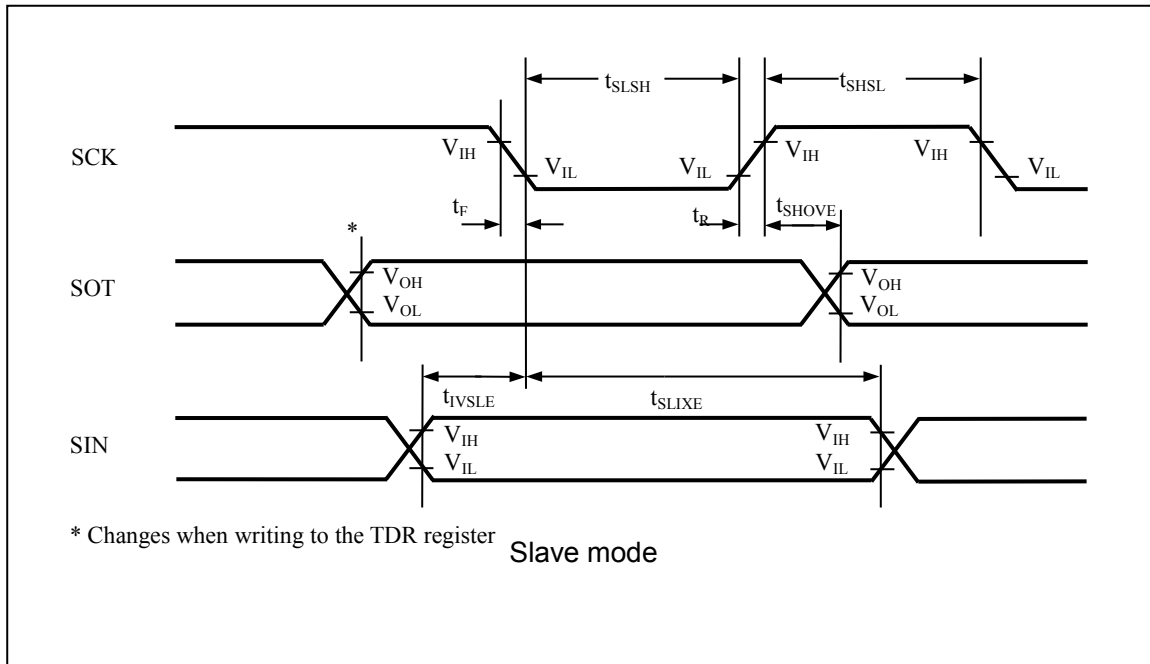 tSLSH tSHSL
SCK VIH VIL VIL VIH VIH VIL
tF tR tSHOVE
*
SOT VOH VOL VOH VOL
tIVSLE tSLIXE
SIN VIH VIL VIH VIL
* Changes when writing to the TDR register
Slave mode